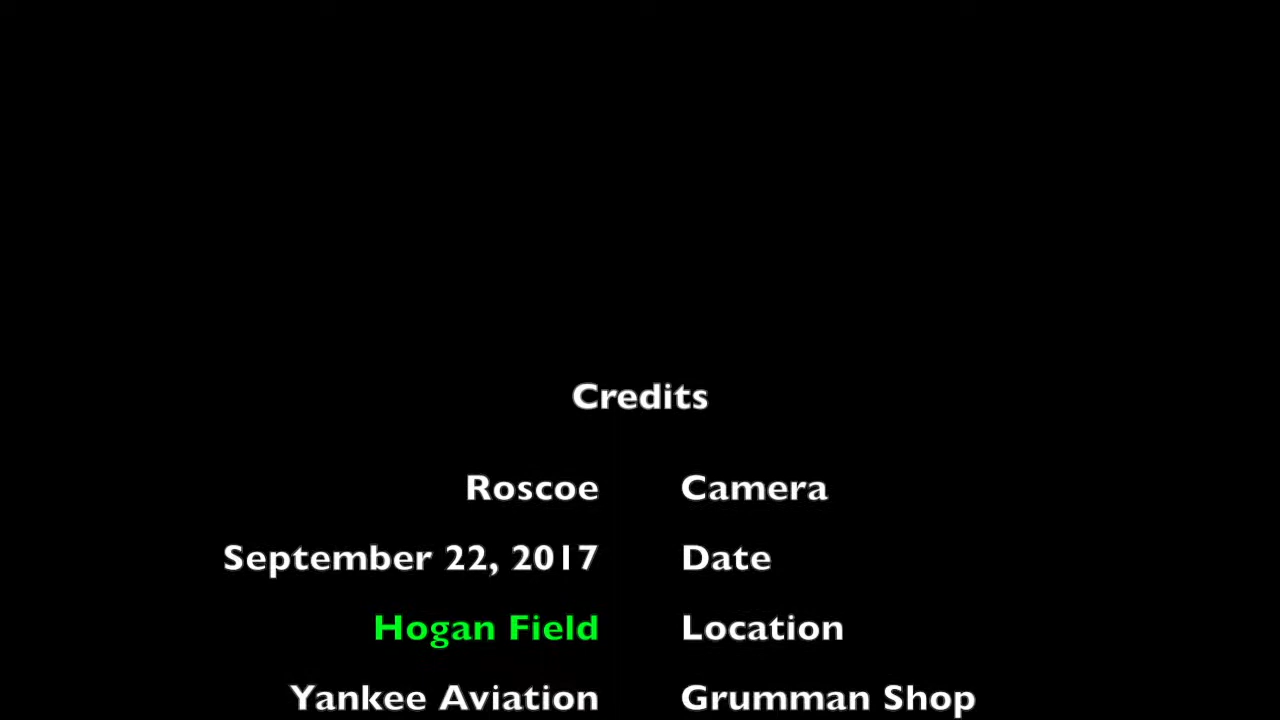 Credits
Roscoe Camera
September 22, 2017 Date
Hogan Field Location
Yankee Aviation Grumman Shop